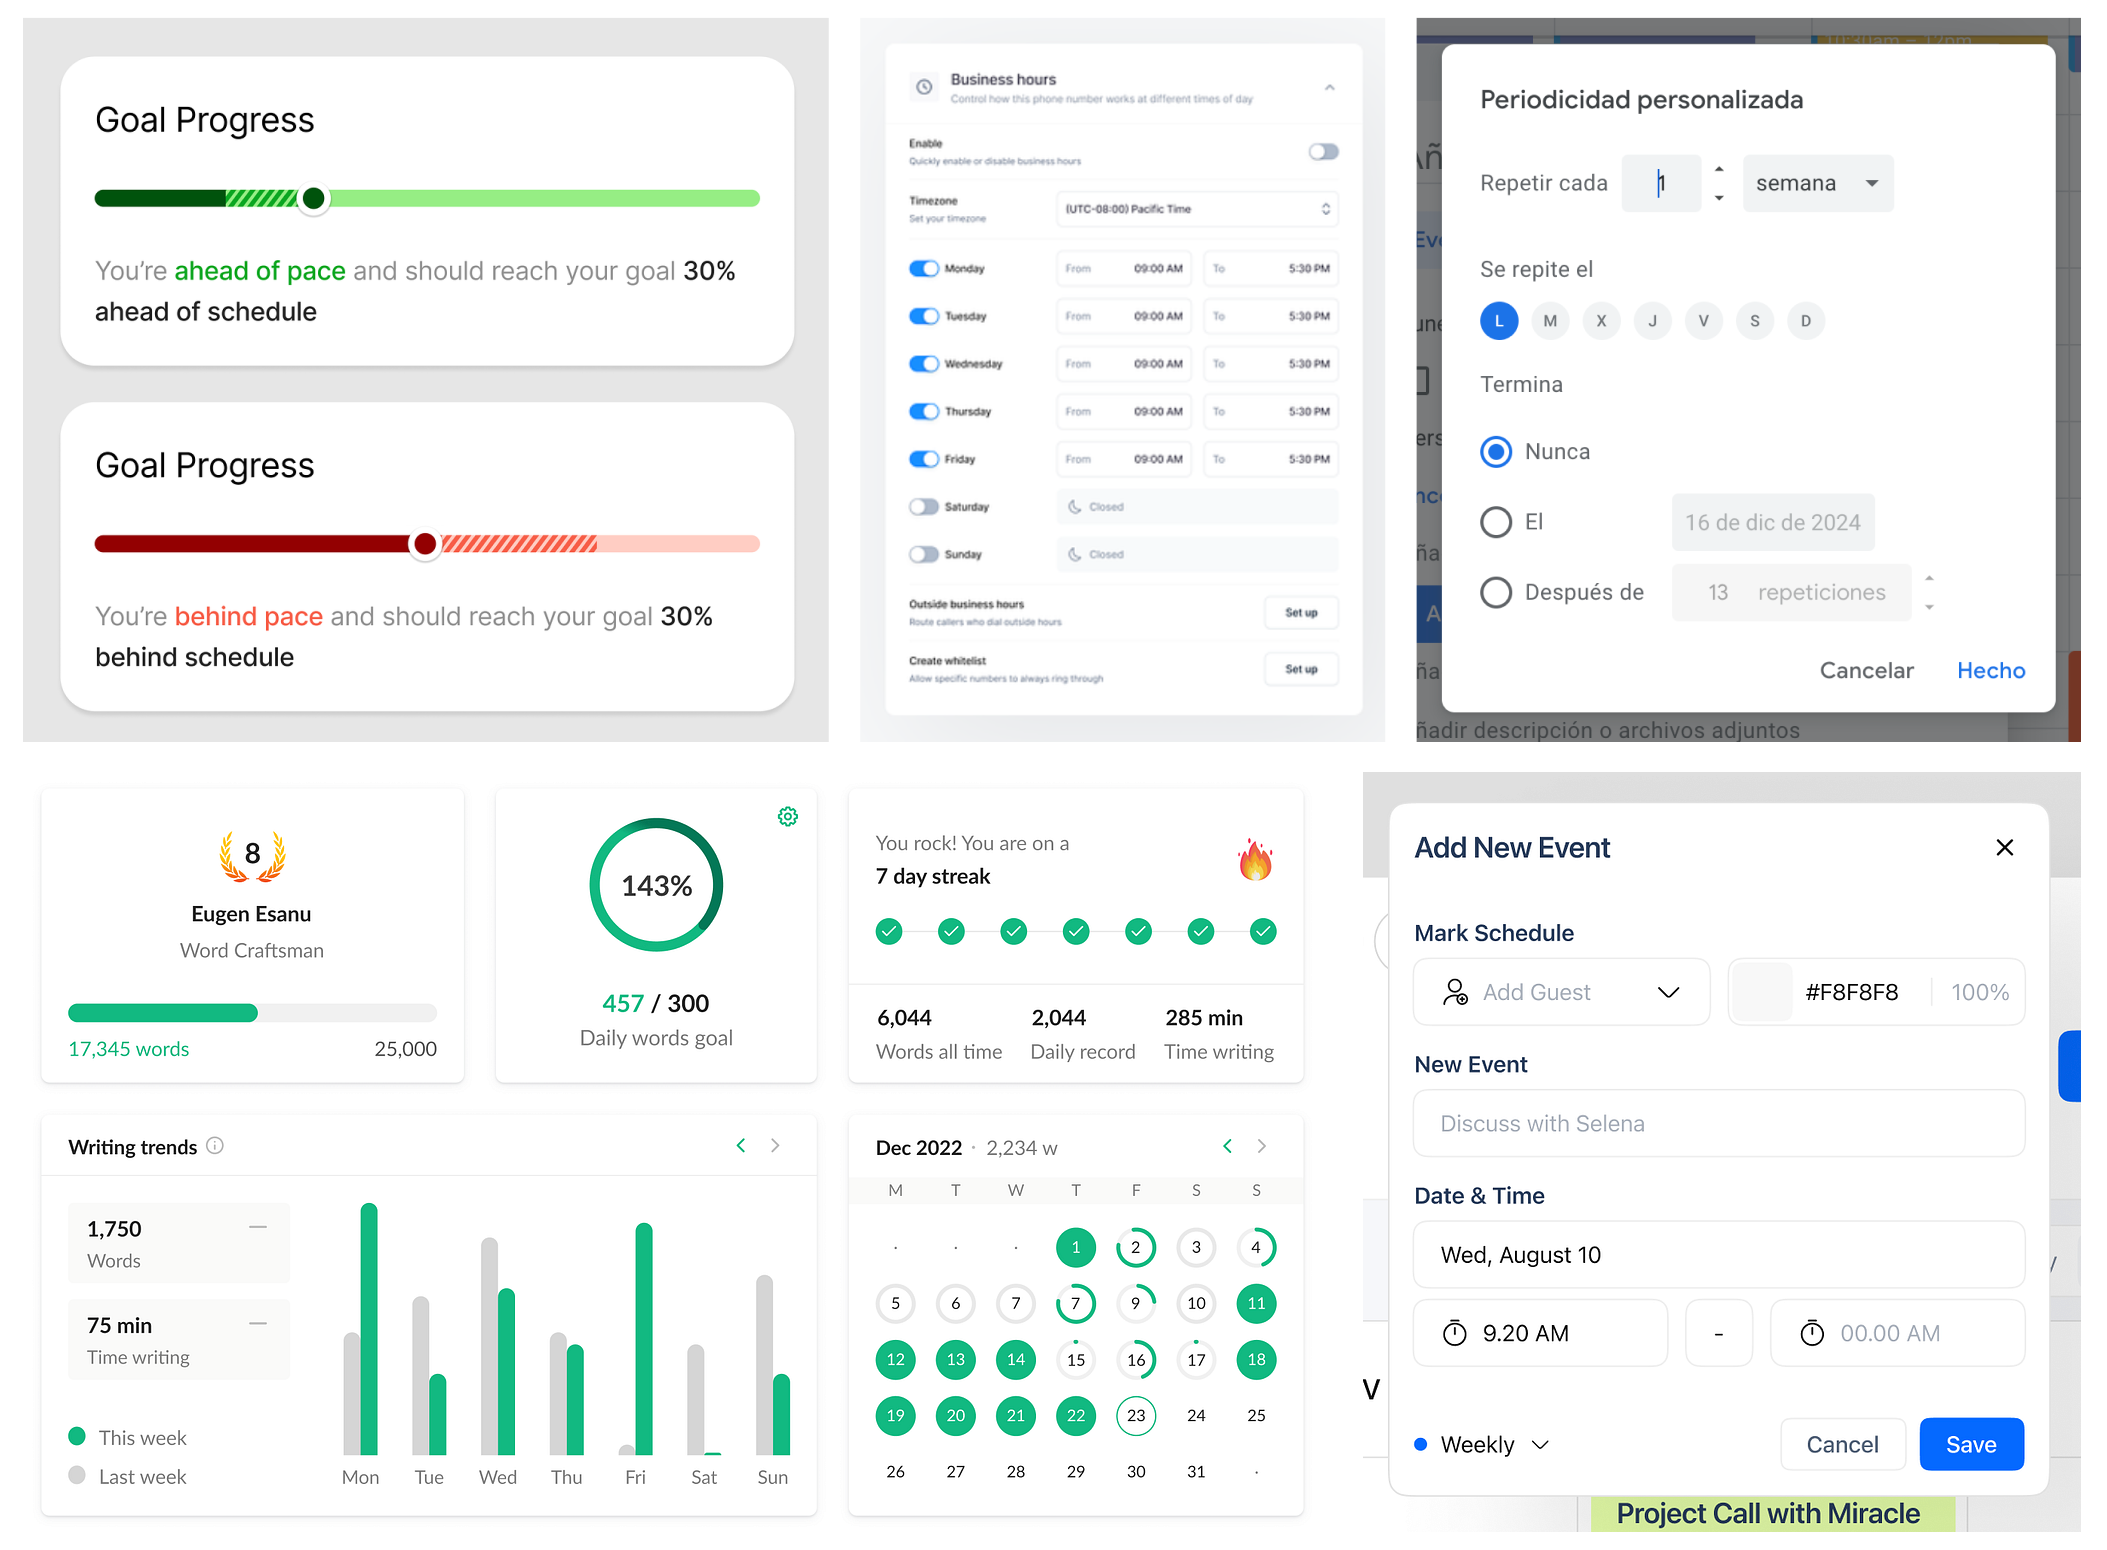 Goal Progress
You're ahead of pace and should reach your goal 30%
ahead of schedule
Goal Progress
You're behind pace and should reach your goal 30%
behind schedule
Business hours
Control how this phone number works at different times of day
Enable
Quickly enable or disable business hours
Timezone
Set your timezone
(UTC-08:00) Pacific Time
Monday From 09:00 AM To 5:30 PM
Tuesday From 09:00 AM To 5:30 PM
Wednesday From 09:00 AM To 5:30 PM
Thursday From 09:00 AM To 5:30 PM
Friday From 09:00 AM To 5:30 PM
Saturday Closed
Sunday Closed
Outside business hours
Route callers who dial outside hours
Set up
Create whitelist
Allow specific numbers to always ring through
Set up
10:30am – 12pm
Periodicidad personalizada
Repetir cada 1 semana
Se repite el
L M X J V S D
Termina
Nunca
El 16 de dic de 2024
Después de 13 repeticiones
Cancelar Hecho
ñadir descripción o archivos adjuntos
8
Eugen Esanu
Word Craftsman
17,345 words 25,000
143%
457 / 300
Daily words goal
You rock! You are on a
7 day streak
6,044 2,044 285 min
Words all time Daily record Time writing
Writing trends
1,750
Words
75 min
Time writing
This week
Last week
Mon Tue Wed Thu Fri Sat Sun
Dec 2022 · 2,234 w
M T W T F S S
· · · 1 2 3 4
5 6 7 7 9 10 11
12 13 14 15 16 17 18
19 20 21 22 23 24 25
26 27 28 29 30 31 ·
Add New Event
Mark Schedule
Add Guest #F8F8F8 100%
New Event
Discuss with Selena
Date & Time
Wed, August 10
9.20 AM - 00.00 AM
Weekly Cancel Save
Project Call with Miracle